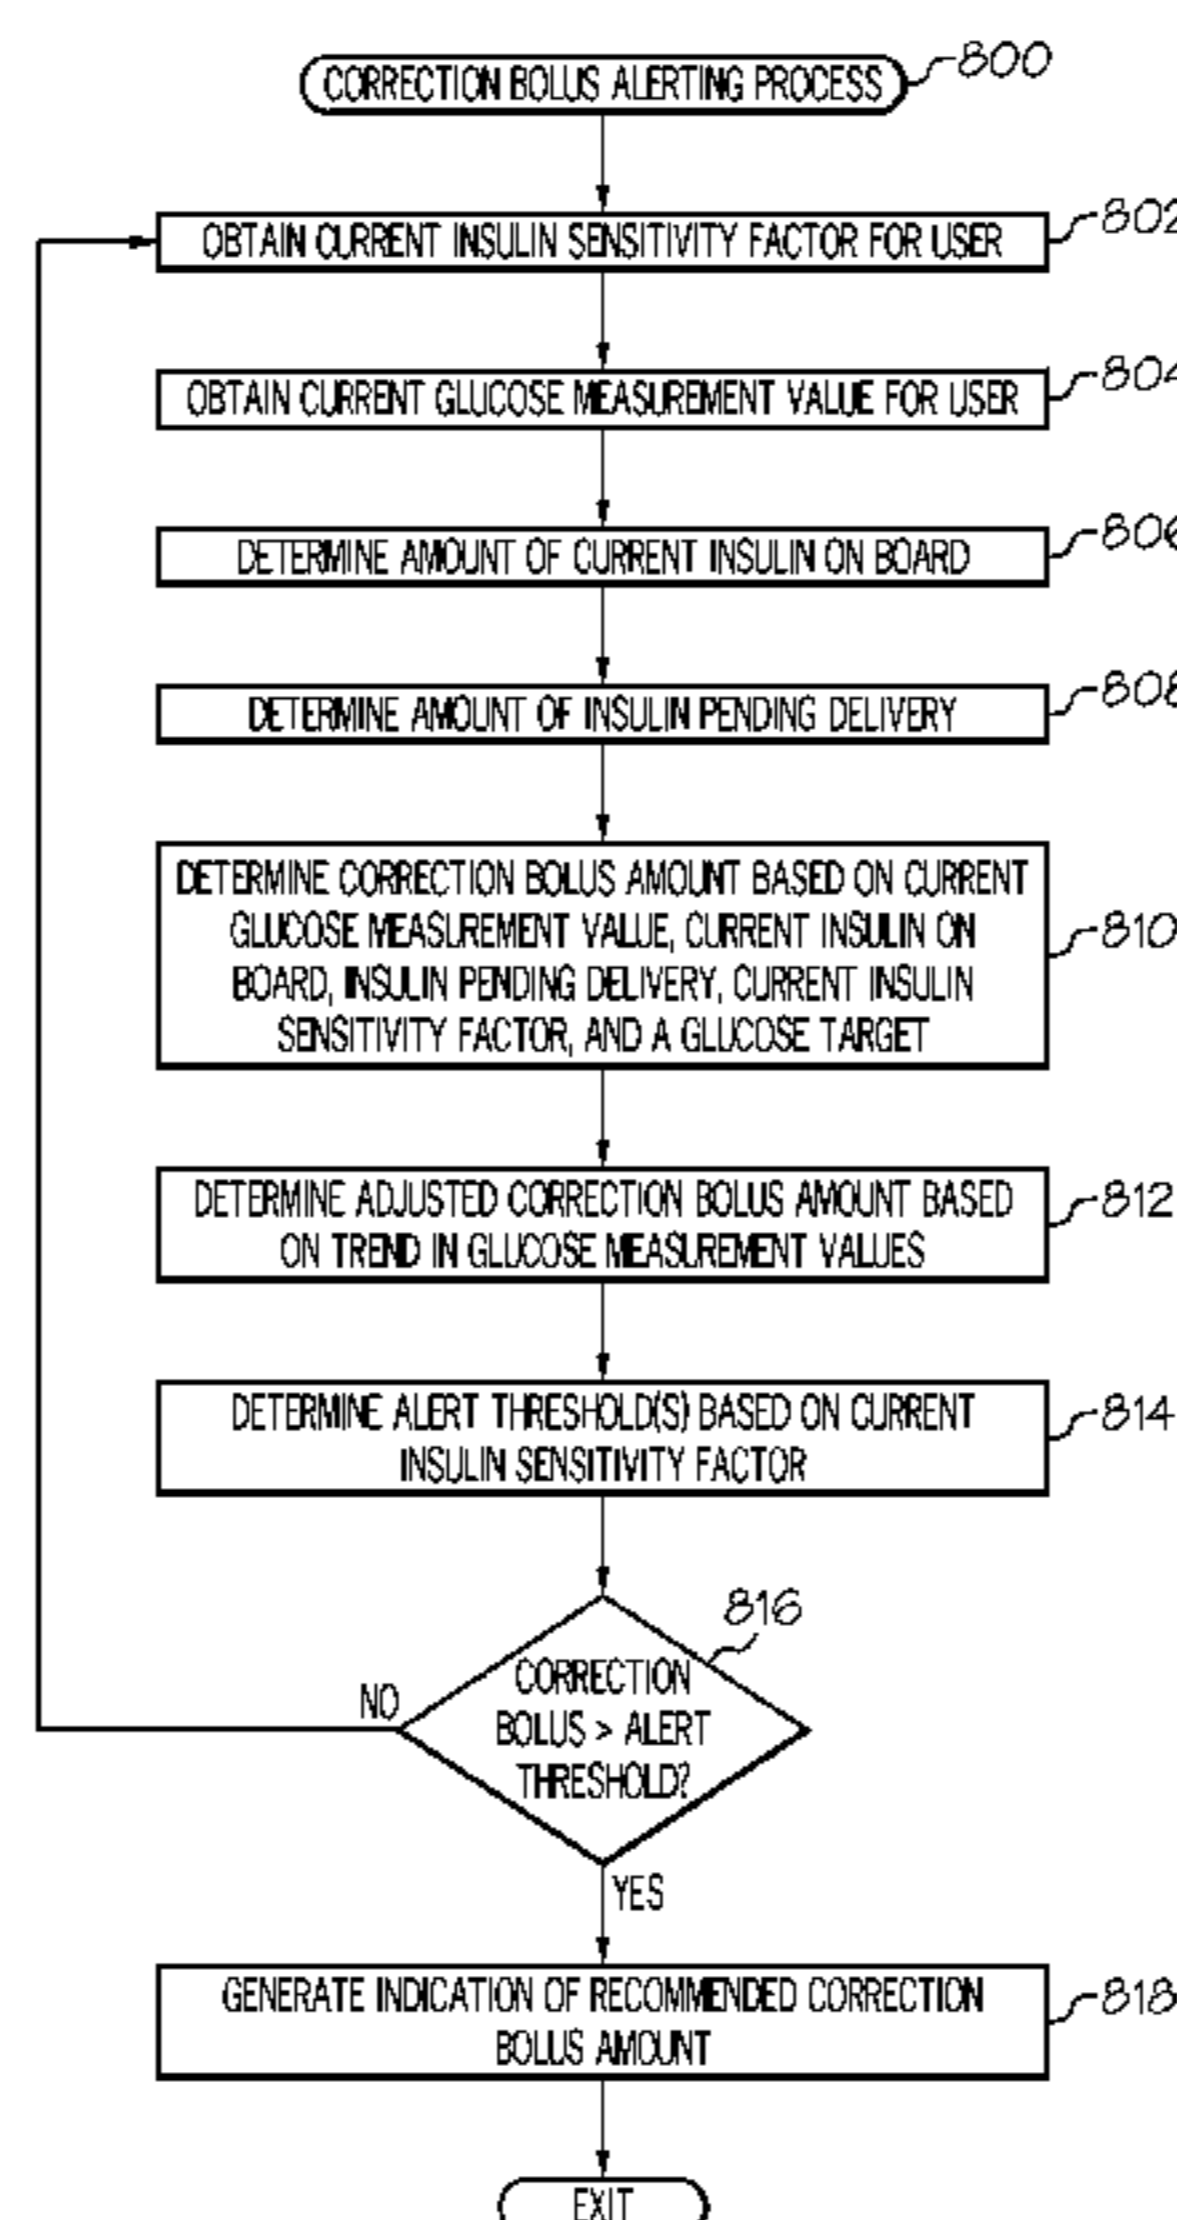 CORRECTION BOLUS ALERTING PROCESS
800
OBTAIN CURRENT INSULIN SENSITIVITY FACTOR FOR USER
802
OBTAIN CURRENT GLUCOSE MEASUREMENT VALUE FOR USER
804
DETERMINE AMOUNT OF CURRENT INSULIN ON BOARD
806
DETERMINE AMOUNT OF INSULIN PENDING DELIVERY
808
DETERMINE CORRECTION BOLUS AMOUNT BASED ON CURRENT
GLUCOSE MEASUREMENT VALUE, CURRENT INSULIN ON
BOARD, INSULIN PENDING DELIVERY, CURRENT INSULIN
SENSITIVITY FACTOR, AND A GLUCOSE TARGET
810
DETERMINE ADJUSTED CORRECTION BOLUS AMOUNT BASED
ON TREND IN GLUCOSE MEASUREMENT VALUES
812
DETERMINE ALERT THRESHOLD(S) BASED ON CURRENT
INSULIN SENSITIVITY FACTOR
814
816
CORRECTION
BOLUS > ALERT
THRESHOLD?
NO
YES
GENERATE INDICATION OF RECOMMENDED CORRECTION
BOLUS AMOUNT
818
EXIT